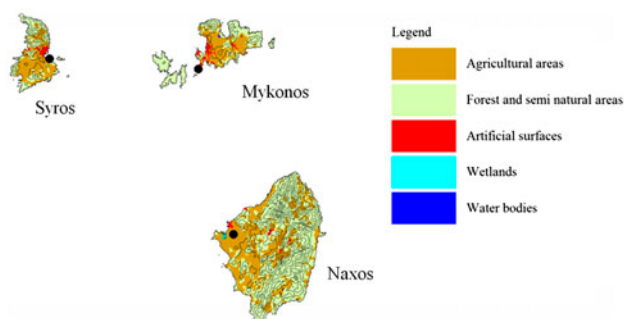 Syros
Mykonos
Naxos
Legend
Agricultural areas
Forest and semi natural areas
Artificial surfaces
Wetlands
Water bodies